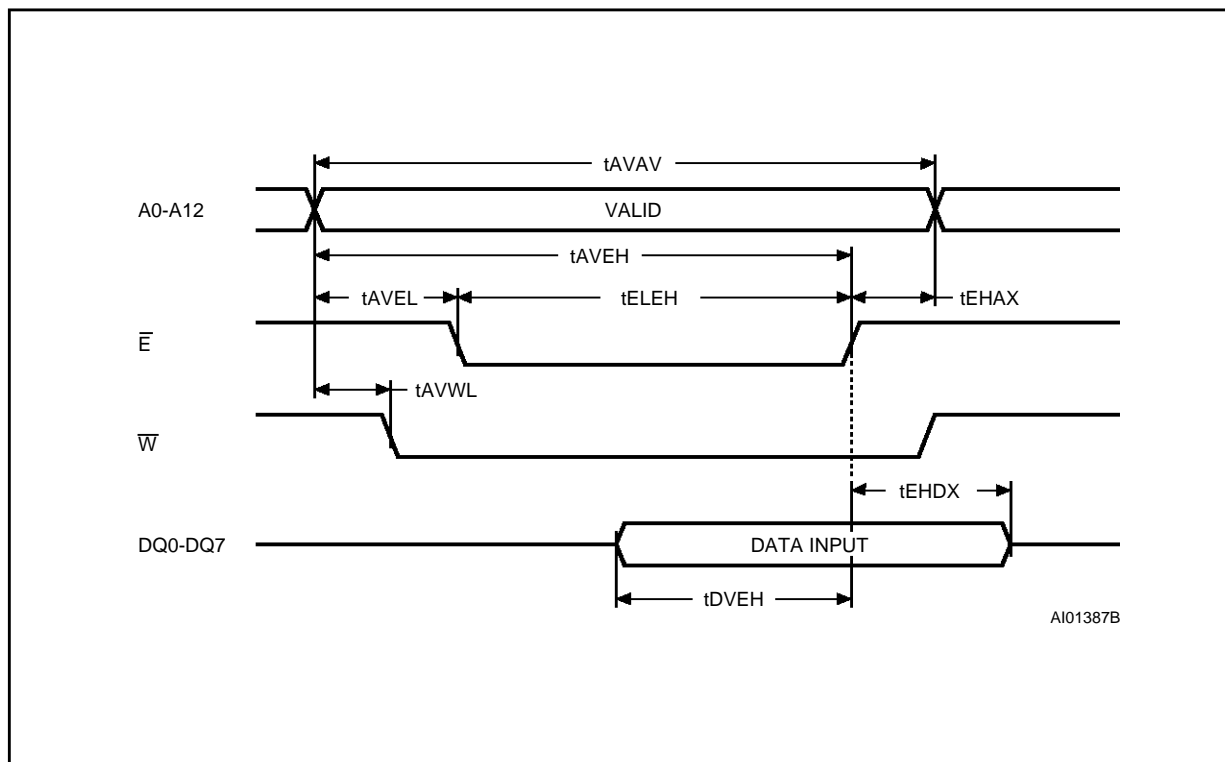 tAVAV
A0-A12
VALID
tAVEH
tAVEL
tELEH
tEHAX
E̅
tAVWL
W̅
tEHDX
DQ0-DQ7
DATA INPUT
tDVEH
AI01387B